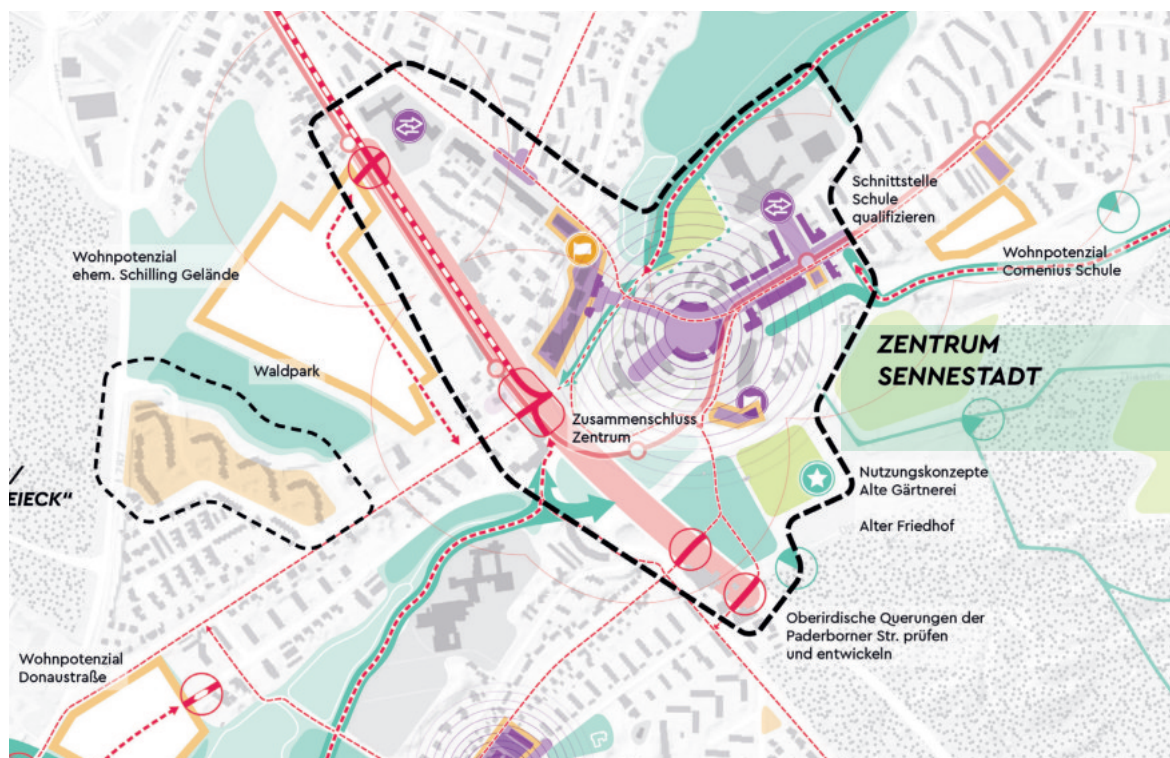 Schnittstelle
Schule
qualifizieren
Wohnpotenzial
ehem. Schilling Gelände
Wohnpotenzial
Comenius Schule
ZENTRUM
SENNESTADT
Waldpark
Zusammenschluss
Zentrum
Nutzungskonzepte
Alte Gärtnerei
/
EIECK“
Alter Friedhof
Oberirdische Querungen der
Paderborner Str. prüfen
und entwickeln
Wohnpotenzial
Donaustraße